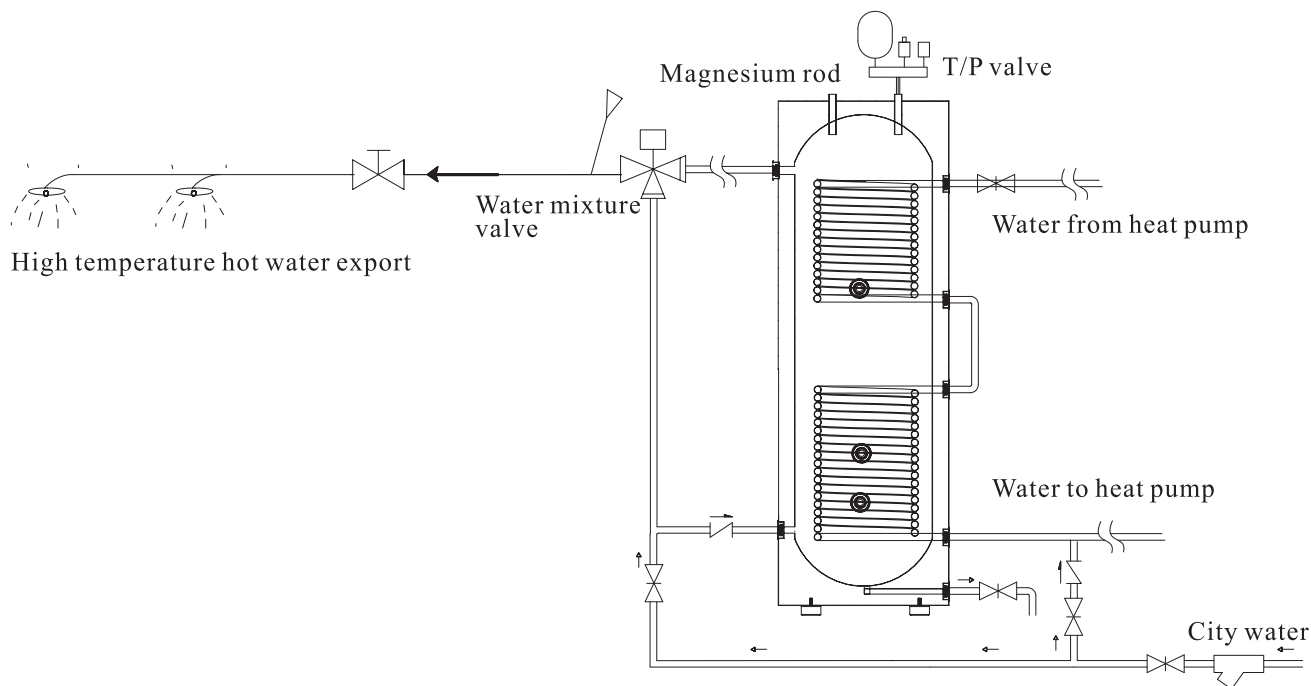 T/P valve
Magnesium rod
Water mixture
valve
Water from heat pump
High temperature hot water export
Water to heat pump
City water